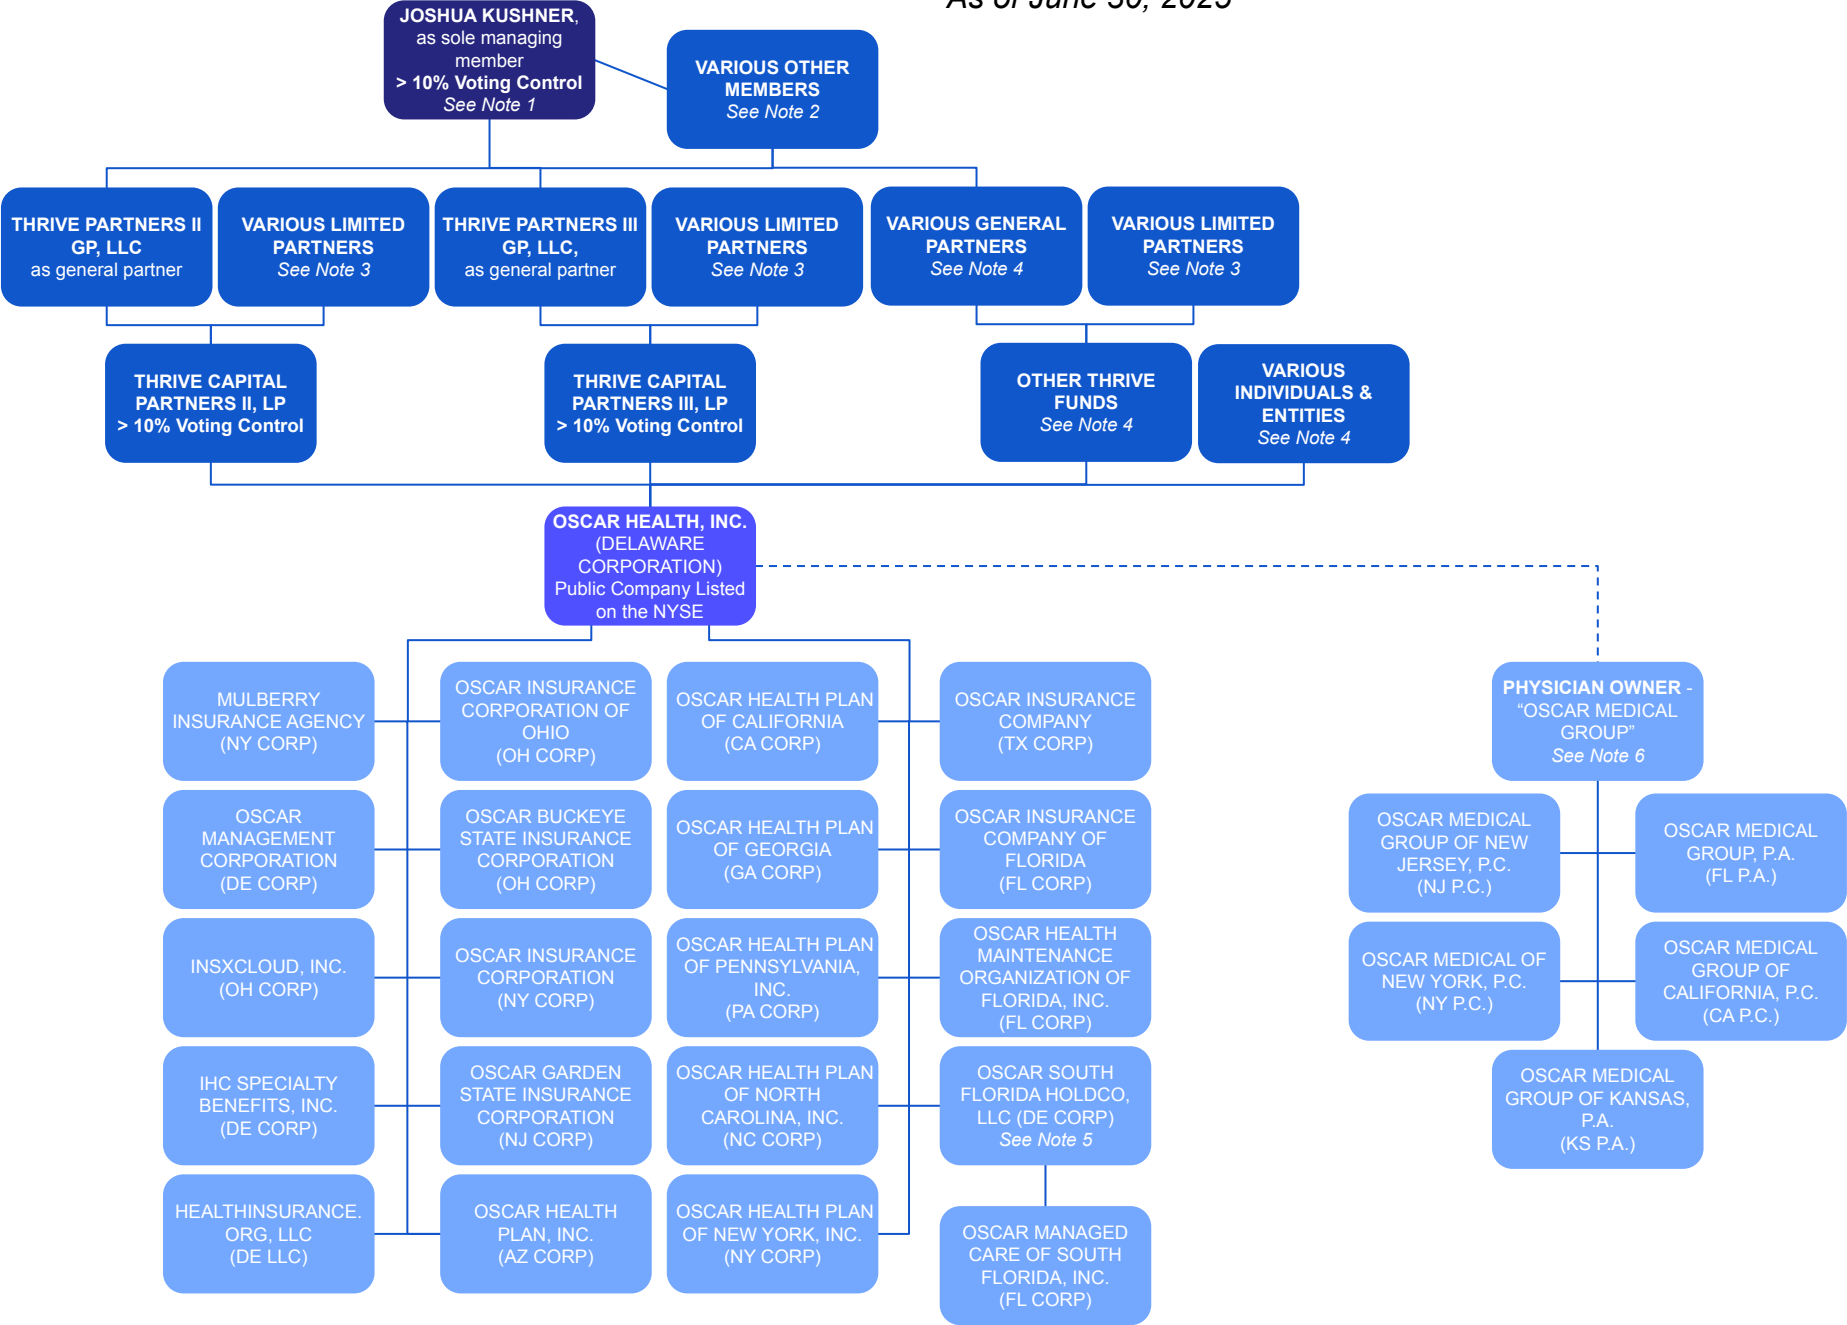 As of June 30, 2025
JOSHUA KUSHNER,
as sole managing
member
> 10% Voting Control
See Note 1
VARIOUS OTHER
MEMBERS
See Note 2
THRIVE PARTNERS II
GP, LLC
as general partner
VARIOUS LIMITED
PARTNERS
See Note 3
THRIVE PARTNERS III
GP, LLC,
as general partner
VARIOUS LIMITED
PARTNERS
See Note 3
VARIOUS GENERAL
PARTNERS
See Note 4
VARIOUS LIMITED
PARTNERS
See Note 3
THRIVE CAPITAL
PARTNERS II, LP
> 10% Voting Control
THRIVE CAPITAL
PARTNERS III, LP
> 10% Voting Control
OTHER THRIVE
FUNDS
See Note 4
VARIOUS
INDIVIDUALS &
ENTITIES
See Note 4
OSCAR HEALTH, INC.
(DELAWARE
CORPORATION)
Public Company Listed
on the NYSE
MULBERRY
INSURANCE AGENCY
(NY CORP)
OSCAR INSURANCE
CORPORATION OF
OHIO
(OH CORP)
OSCAR HEALTH PLAN
OF CALIFORNIA
(CA CORP)
OSCAR INSURANCE
COMPANY
(TX CORP)
PHYSICIAN OWNER -
“OSCAR MEDICAL
GROUP”
See Note 6
OSCAR
MANAGEMENT
CORPORATION
(DE CORP)
OSCAR BUCKEYE
STATE INSURANCE
CORPORATION
(OH CORP)
OSCAR HEALTH PLAN
OF GEORGIA
(GA CORP)
OSCAR INSURANCE
COMPANY OF
FLORIDA
(FL CORP)
OSCAR MEDICAL
GROUP OF NEW
JERSEY, P.C.
(NJ P.C.)
OSCAR MEDICAL
GROUP, P.A.
(FL P.A.)
INSXCLOUD, INC.
(OH CORP)
OSCAR INSURANCE
CORPORATION
(NY CORP)
OSCAR HEALTH PLAN
OF PENNSYLVANIA,
INC.
(PA CORP)
OSCAR HEALTH
MAINTENANCE
ORGANIZATION OF
FLORIDA, INC.
(FL CORP)
OSCAR MEDICAL OF
NEW YORK, P.C.
(NY P.C.)
OSCAR MEDICAL
GROUP OF
CALIFORNIA, P.C.
(CA P.C.)
IHC SPECIALTY
BENEFITS, INC.
(DE CORP)
OSCAR GARDEN
STATE INSURANCE
CORPORATION
(NJ CORP)
OSCAR HEALTH PLAN
OF NORTH
CAROLINA, INC.
(NC CORP)
OSCAR SOUTH
FLORIDA HOLDCO,
LLC (DE CORP)
See Note 5
OSCAR MEDICAL
GROUP OF KANSAS,
P.A.
(KS P.A.)
HEALTHINSURANCE.
ORG, LLC
(DE LLC)
OSCAR HEALTH
PLAN, INC.
(AZ CORP)
OSCAR HEALTH PLAN
OF NEW YORK, INC.
(NY CORP)
OSCAR MANAGED
CARE OF SOUTH
FLORIDA, INC.
(FL CORP)